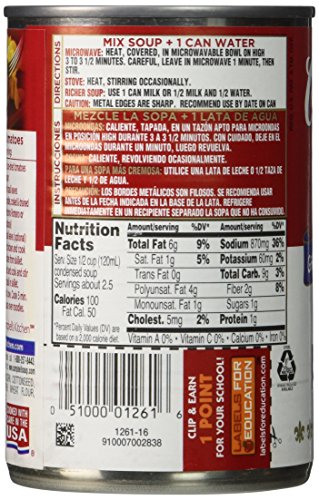 DIRECTIONS
MIX SOUP + 1 CAN WATER
MICROWAVE: HEAT, COVERED, IN MICROWAVABLE BOWL ON HIGH
3 TO 3 1/2 MINUTES. CAREFUL, LEAVE IN MICROWAVE 1 MINUTE, THEN
STIR.
STOVE: HEAT, STIRRING OCCASIONALLY.
RICHER SOUP: USE 1 CAN MILK OR 1/2 MILK AND 1/2 WATER.
CAUTION: METAL EDGES ARE SHARP. RECOMMEND USE BY DATE ON CAN
INSTRUCCIONES
MEZCLE LA SOPA + 1 LATA DE AGUA
MICROONDAS: CALIENTE, TAPADA, EN UN TAZÓN APTO PARA MICROONDAS
EN POSICIÓN HIGH DURANTE 3 A 3 1/2 MINUTOS. CON CUIDADO, DEJE EN EL
MICROONDAS DURANTE UN MINUTO, LUEGO REVUELVA.
FOGÓN: CALIENTE, REVOLVIENDO OCASIONALMENTE.
PARA UNA SOPA MÁS CREMOSA: UTILICE UNA LATA DE LECHE O 1/2 TAZA
DE LECHE Y 1/2 DE AGUA.
PRECAUCIÓN: LOS BORDES METÁLICOS SON FILOSOS. SE RECOMIENDA USAR
ANTES DE LA FECHA INDICADA EN LA BASE DE LA LATA. REFRIGERE
INMEDIATAMENTE EN UN RECIPIENTE SEPARADO LA SOPA QUE NO SE HA CONSUMIDO.
Nutrition
Facts
Serv. Size 1/2 cup (120mL)
condensed soup
Servings about 2.5
Calories 100
Fat Cal. 50
*Percent Daily Values (DV) are
based on a 2,000 calorie diet.
Amount/serving %DV*
Total Fat 6g 9%
Sat. Fat 1g 5%
Trans Fat 0g
Polyunsat. Fat 4g
Monounsat. Fat 1g
Cholest. 5mg 2%
Amount/serving %DV*
Sodium 870mg 36%
Potassium 60mg 2%
Total Carb. 9g 3%
Fiber 2g 8%
Sugars 1g
Protein 1g
Vitamin A 0% • Vitamin C 0% • Calcium 0% • Iron 0%
0 51000 01261 6
1261-16
910007002838
CLIP & EARN
1 POINT
FOR YOUR SCHOOL!
LABELS FOR
EDUCATION
labelsforeducation.com
COOKED
WITH CARE
IN THE
USA